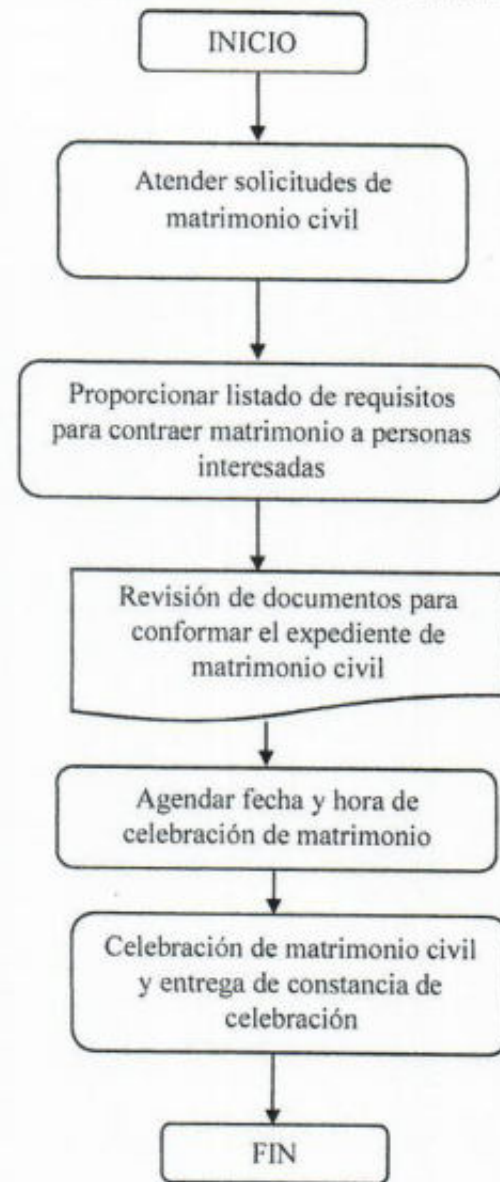 INICIO
Atender solicitudes de
matrimonio civil
Proporcionar listado de requisitos
para contraer matrimonio a personas
interesadas
Revisión de documentos para
conformar el expediente de
matrimonio civil
Agendar fecha y hora de
celebración de matrimonio
Celebración de matrimonio civil
y entrega de constancia de
celebración
FIN